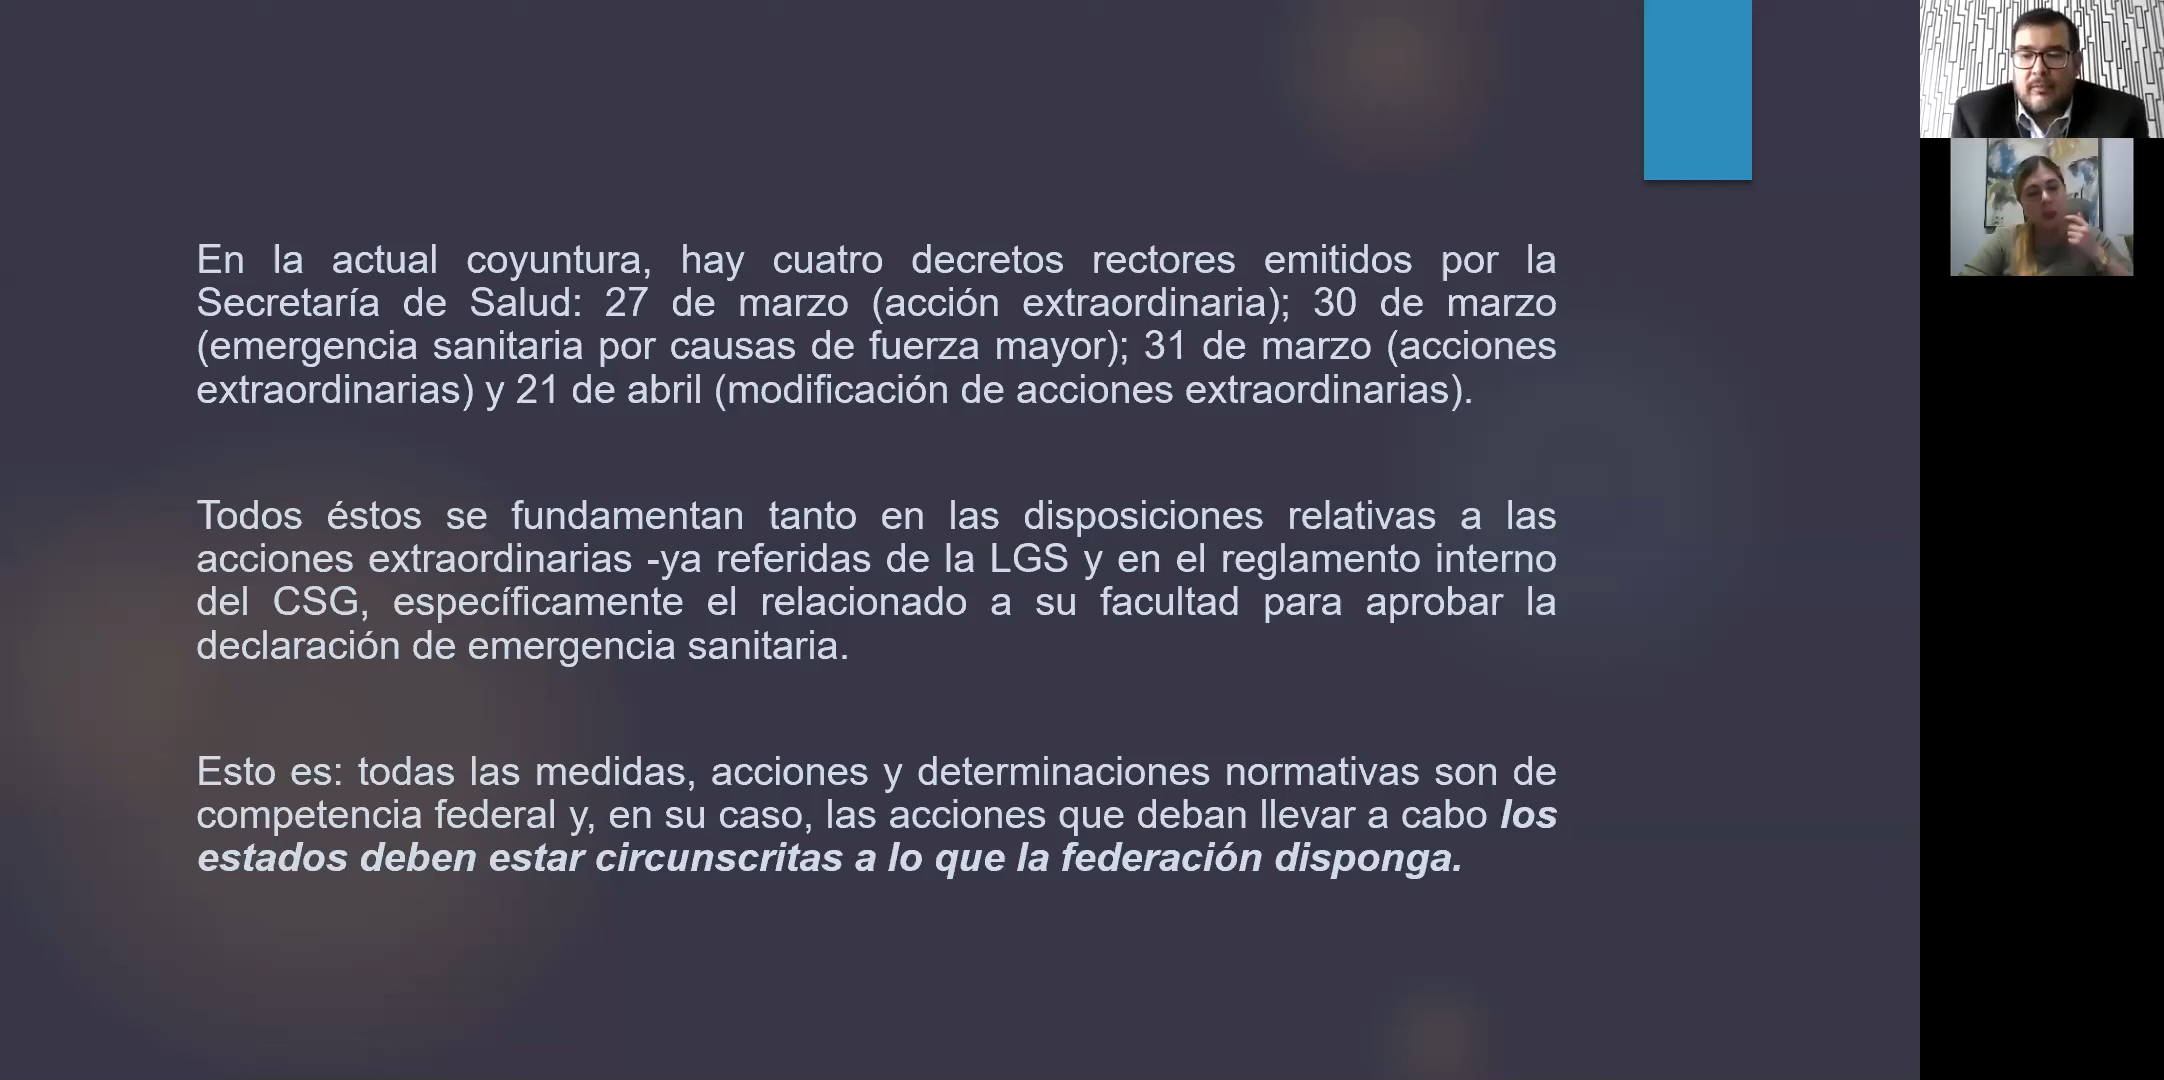 En la actual coyuntura, hay cuatro decretos rectores emitidos por la
Secretaría de Salud: 27 de marzo (acción extraordinaria); 30 de marzo
(emergencia sanitaria por causas de fuerza mayor); 31 de marzo (acciones
extraordinarias) y 21 de abril (modificación de acciones extraordinarias).
Todos éstos se fundamentan tanto en las disposiciones relativas a las
acciones extraordinarias -ya referidas de la LGS y en el reglamento interno
del CSG, específicamente el relacionado a su facultad para aprobar la
declaración de emergencia sanitaria.
Esto es: todas las medidas, acciones y determinaciones normativas son de
competencia federal y, en su caso, las acciones que deban llevar a cabo los
estados deben estar circunscritas a lo que la federación disponga.